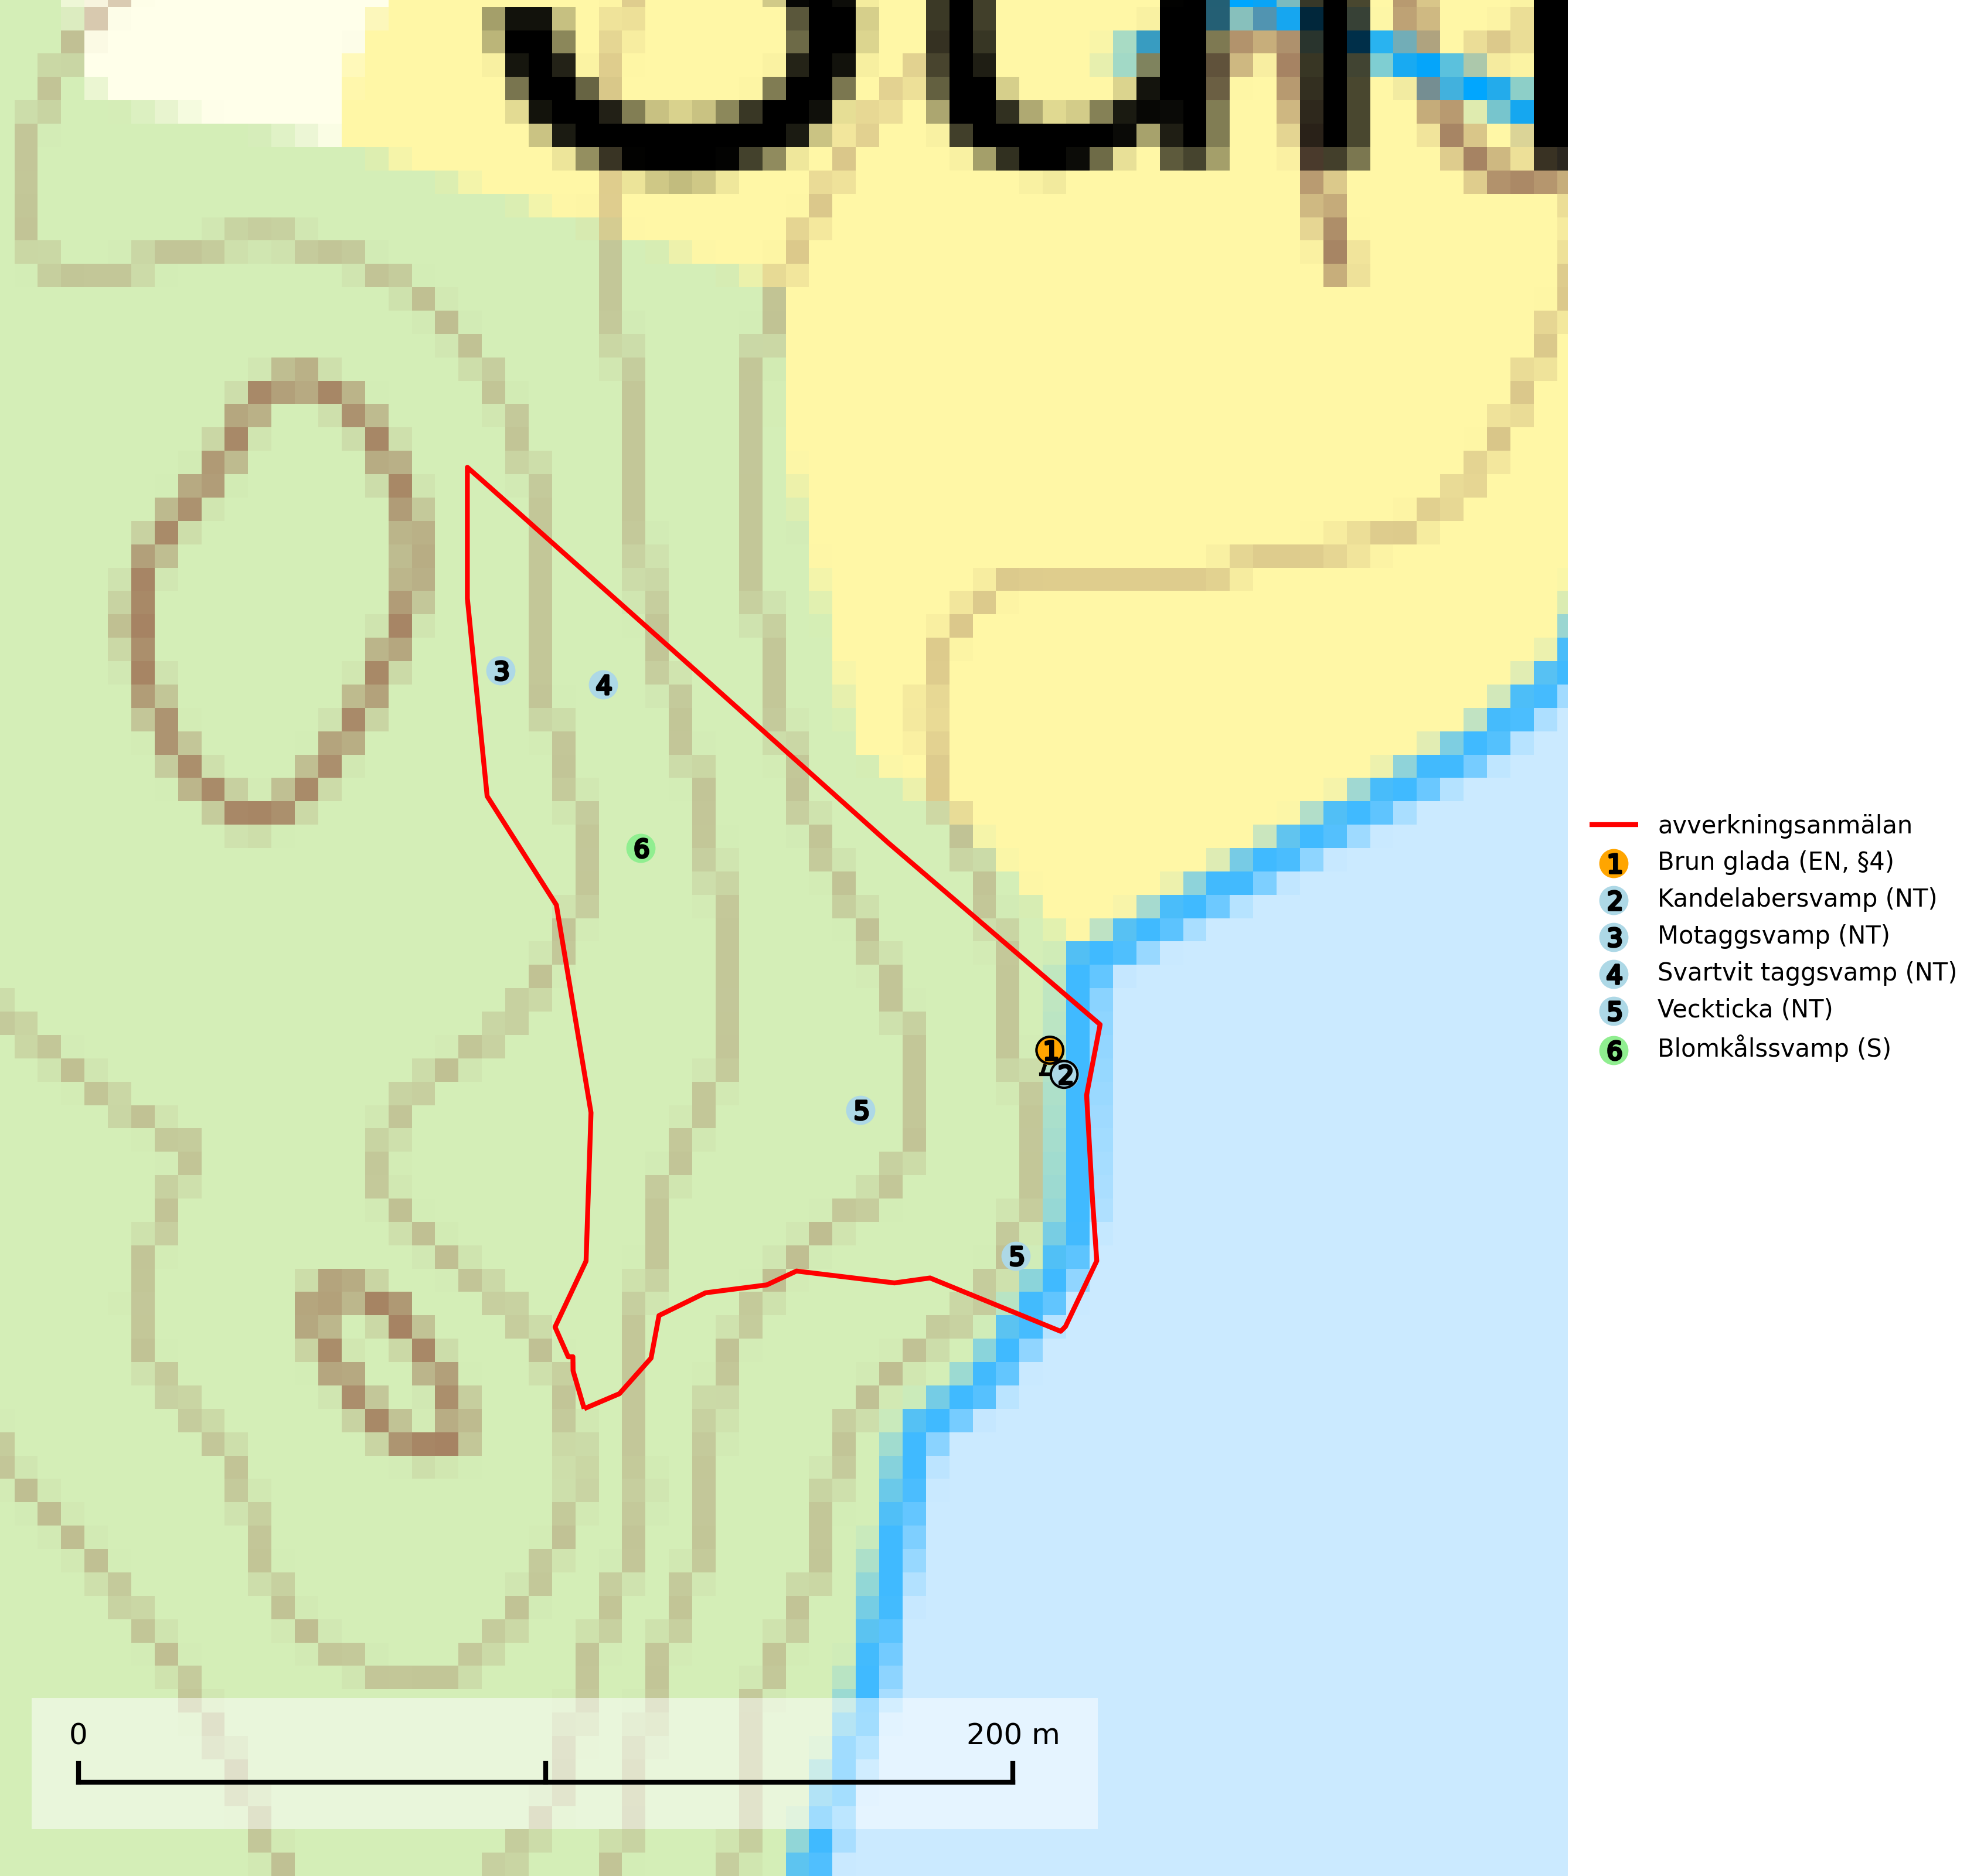 3
4
6
1
2
5
5
avverkningsanmälan
1 Brun glada (EN, §4)
2 Kandelabersvamp (NT)
3 Motaggsvamp (NT)
4 Svartvit taggsvamp (NT)
5 Veckticka (NT)
6 Blomkålssvamp (S)
0 200 m